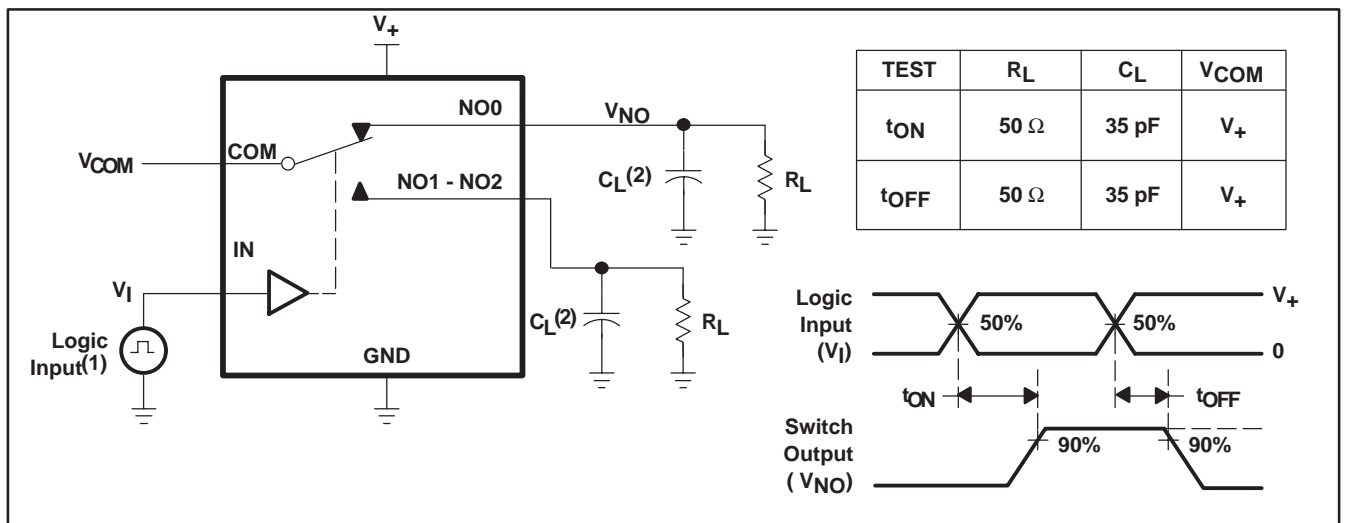 V+
NO0
VNO
COM
VCOM
CL(2)
RL
NO1 - NO2
IN
VI
CL(2)
RL
Logic
Input(1)
GND
TEST RL CL VCOM
tON 50 Ω 35 pF V+
tOFF 50 Ω 35 pF V+
Logic
Input
(VI)
V+
50% 50%
0
tON tOFF
Switch
Output
( VNO)
90% 90%